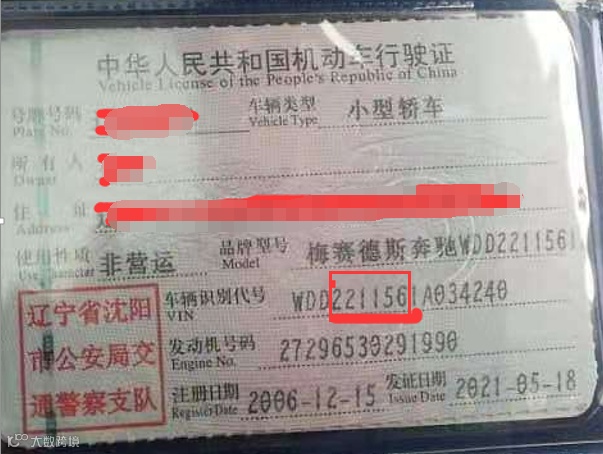 中华人民共和国机动车行驶证
Vehicle License of the People's Republic of China
号牌号码 车辆类型 小型轿车
Plate No. Vehicle Type
所有人
Owner
住址
Address
使用性质 非营运 品牌型号 梅赛德斯奔驰WDD2211561
Use Character Model
车辆识别代号 WDD2211561A034240
VIN
发动机号码 27296530291990
Engine No.
注册日期 2006-12-15 发证日期 2021-05-18
Register Date Issue Date
辽宁省沈阳
市公安局交
通警察支队
大数跨境